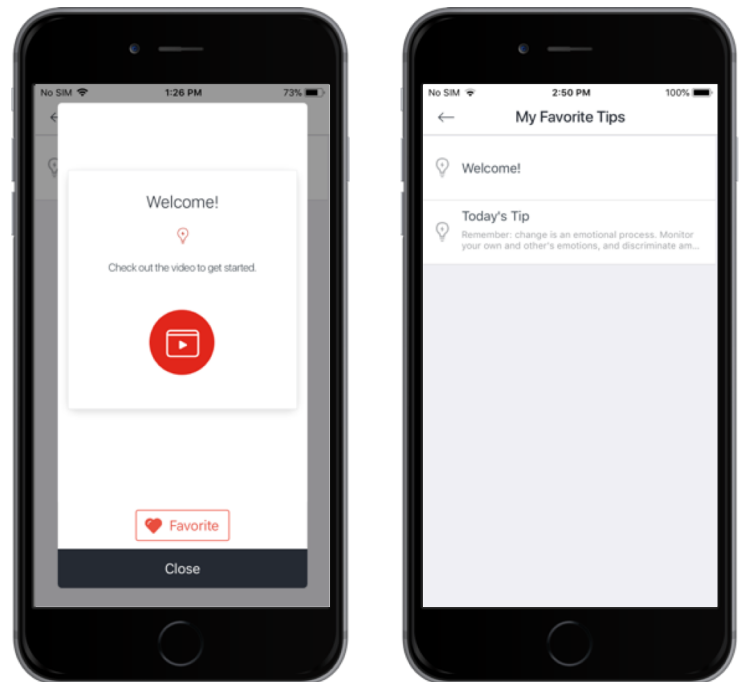 No SIM 1:26 PM 73%
Welcome!
Check out the video to get started.
Favorite
Close
No SIM 2:50 PM 100%
My Favorite Tips
Welcome!
Today's Tip
Remember: change is an emotional process. Monitor
your own and other's emotions, and discriminate am...